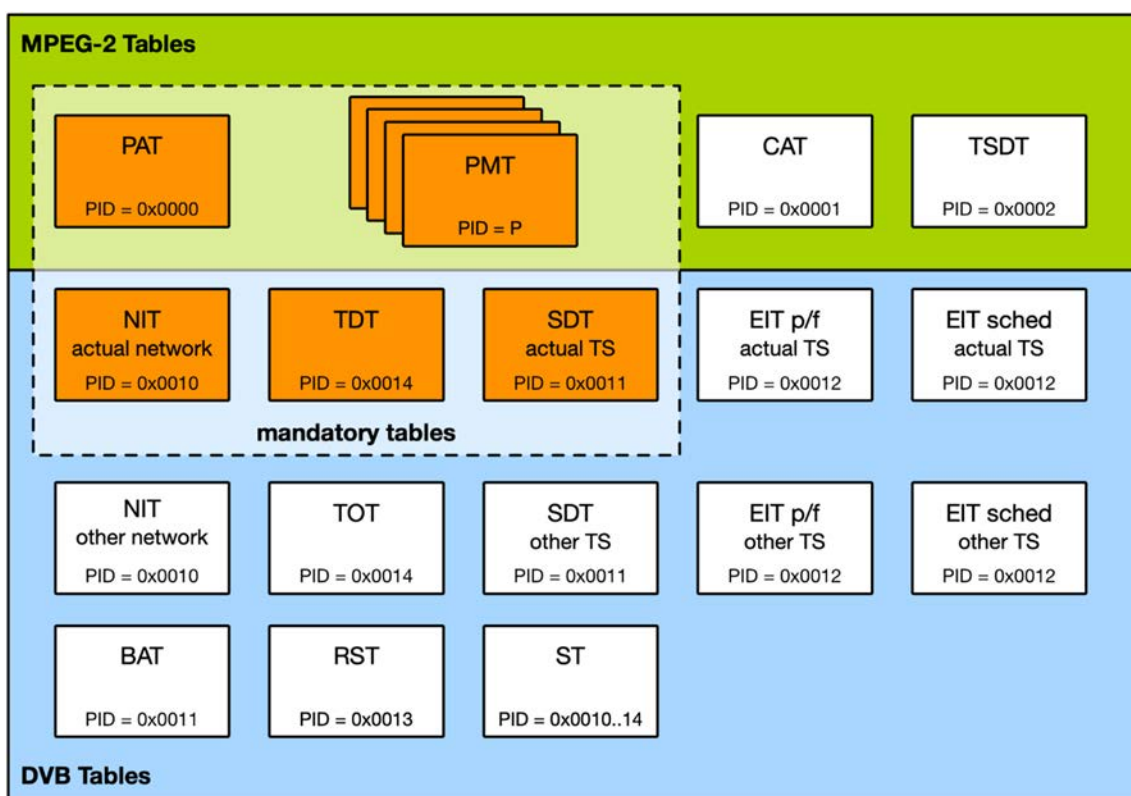 MPEG-2 Tables
PAT
PID = 0x0000
PMT
PID = P
CAT
PID = 0x0001
TSDT
PID = 0x0002
NIT
actual network
PID = 0x0010
TDT
PID = 0x0014
SDT
actual TS
PID = 0x0011
EIT p/f
actual TS
PID = 0x0012
EIT sched
actual TS
PID = 0x0012
mandatory tables
NIT
other network
PID = 0x0010
TOT
PID = 0x0014
SDT
other TS
PID = 0x0011
EIT p/f
other TS
PID = 0x0012
EIT sched
other TS
PID = 0x0012
BAT
PID = 0x0011
RST
PID = 0x0013
ST
PID = 0x0010..14
DVB Tables